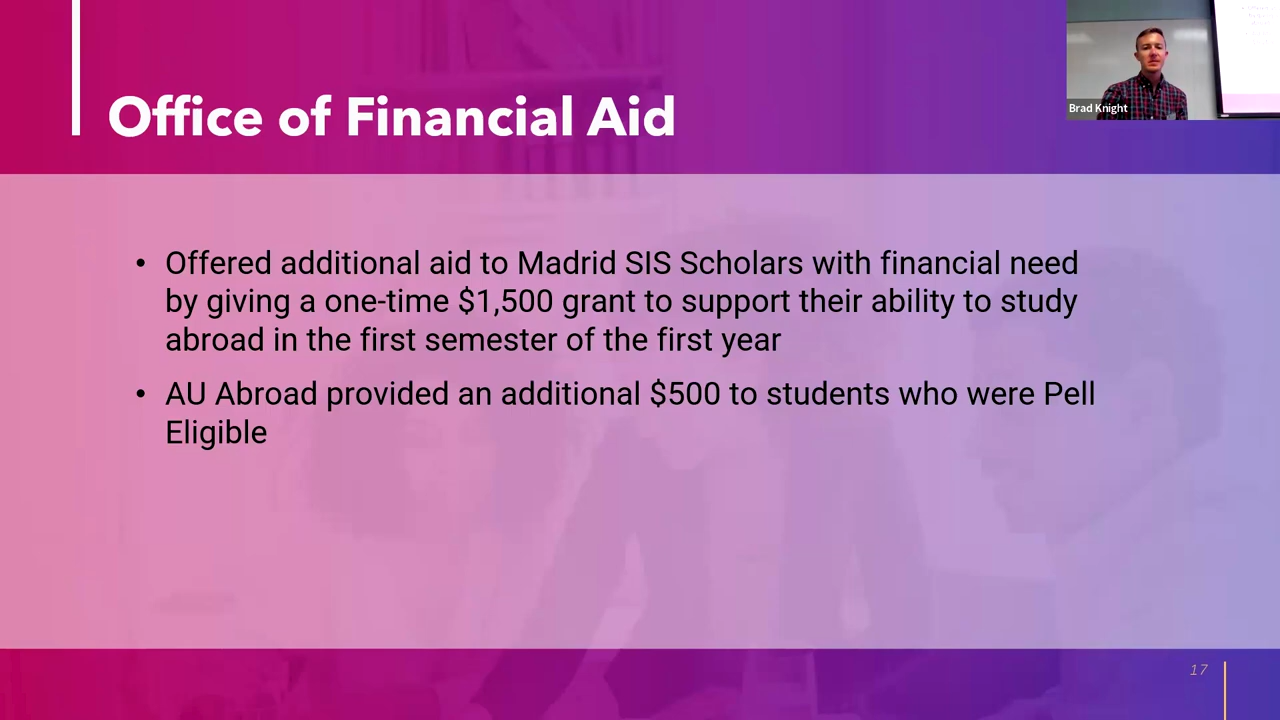 Office of Financial Aid
Brad Knight
• Offered additional aid to Madrid SIS Scholars with financial need
by giving a one-time $1,500 grant to support their ability to study
abroad in the first semester of the first year
• AU Abroad provided an additional $500 to students who were Pell
Eligible
17